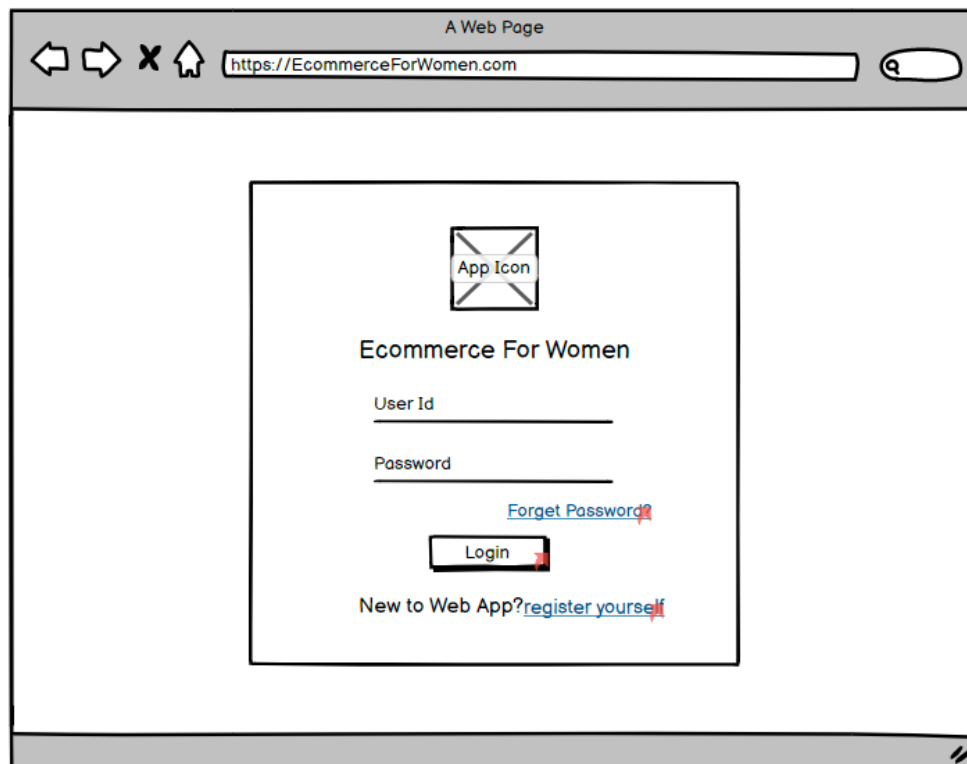 A Web Page
https://EcommerceForWomen.com
App Icon
Ecommerce For Women
User Id
Password
Forget Password?
Login
New to Web App?register yourself